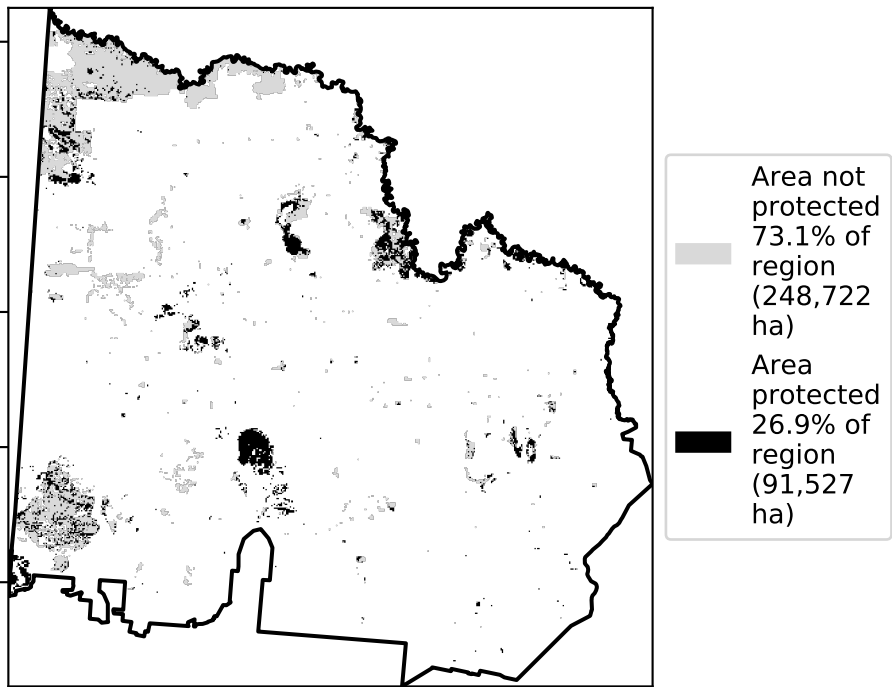 Area not
protected
73.1% of
region
(248,722
ha)
Area
protected
26.9% of
region
(91,527
ha)